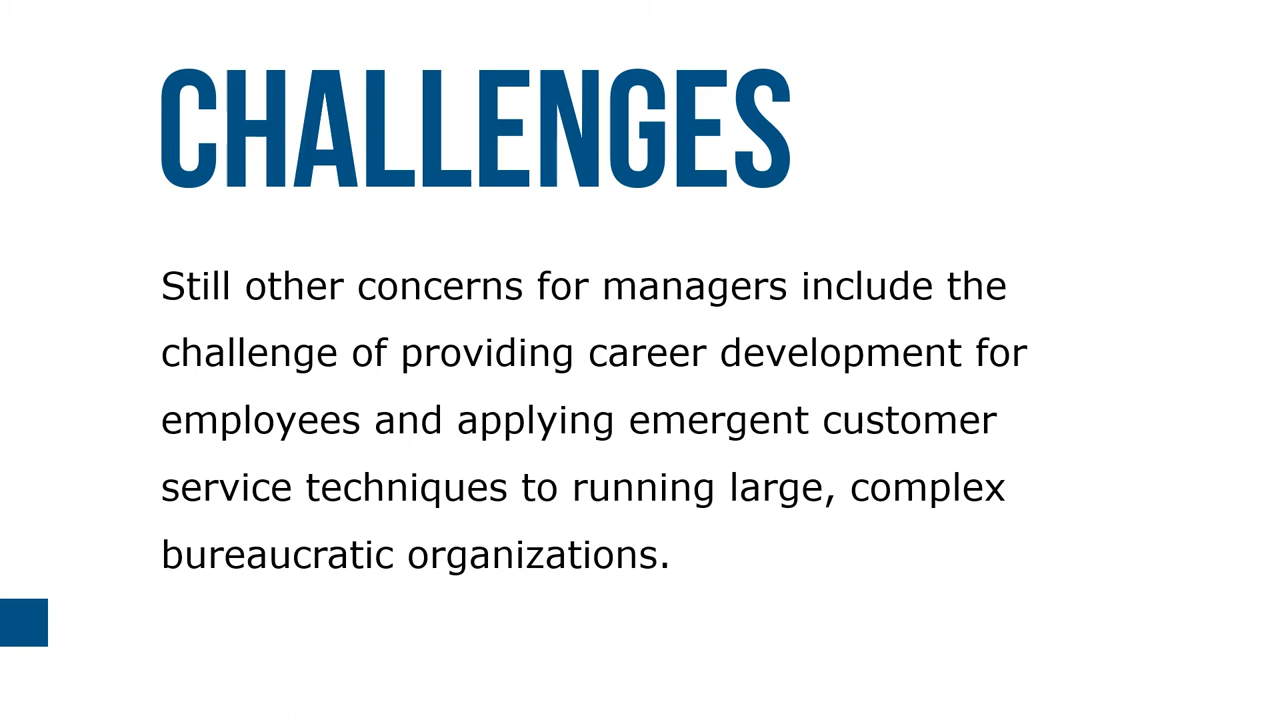 CHALLENGES
Still other concerns for managers include the
challenge of providing career development for
employees and applying emergent customer
service techniques to running large, complex
bureaucratic organizations.